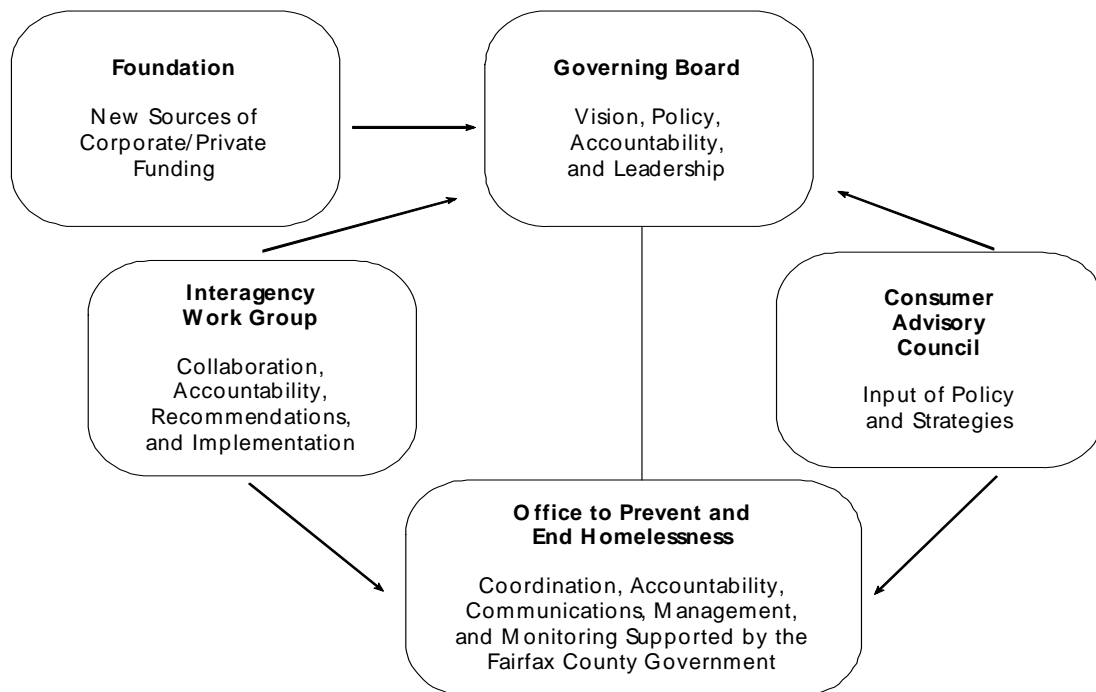 Foundation
New Sources of
Corporate/Private
Funding
Governing Board
Vision, Policy,
Accountability,
and Leadership
Interagency
Work Group
Collaboration,
Accountability,
Recommendations,
and Implementation
Consumer
Advisory
Council
Input of Policy
and Strategies
Office to Prevent and
End Homelessness
Coordination, Accountability,
Communications, Management,
and Monitoring Supported by the
Fairfax County Government